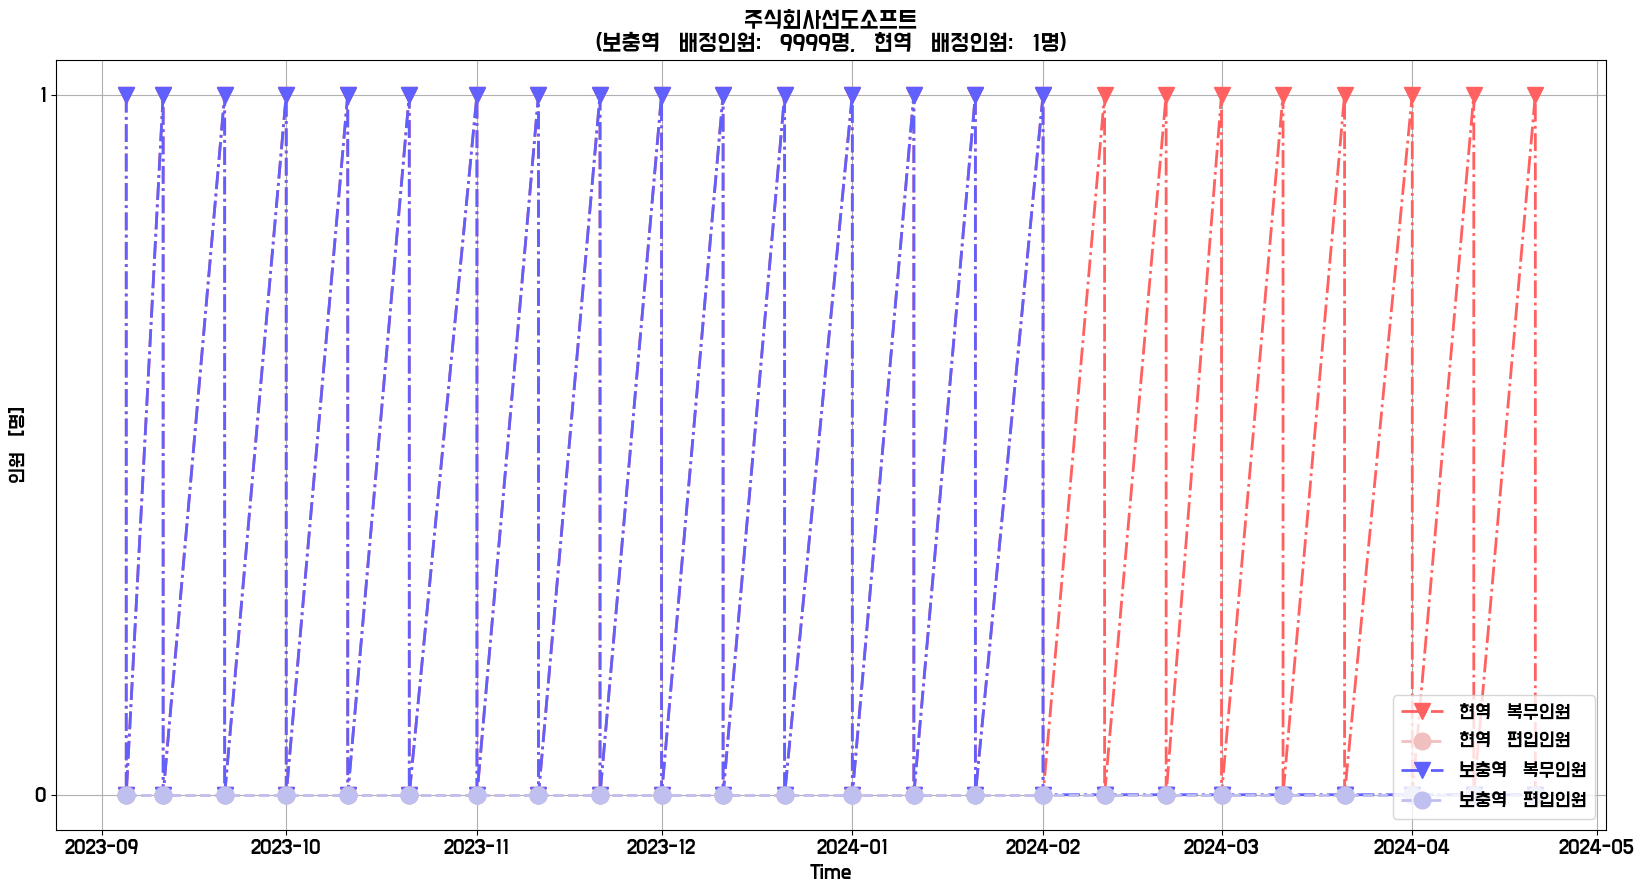 주식회사선도소프트
(보충역 배정인원: 9999명, 현역 배정인원: 1명)
1
인원 [명]
0
2023-09 2023-10 2023-11 2023-12 2024-01 2024-02 2024-03 2024-04 2024-05
Time
현역 복무인원
현역 편입인원
보충역 복무인원
보충역 편입인원